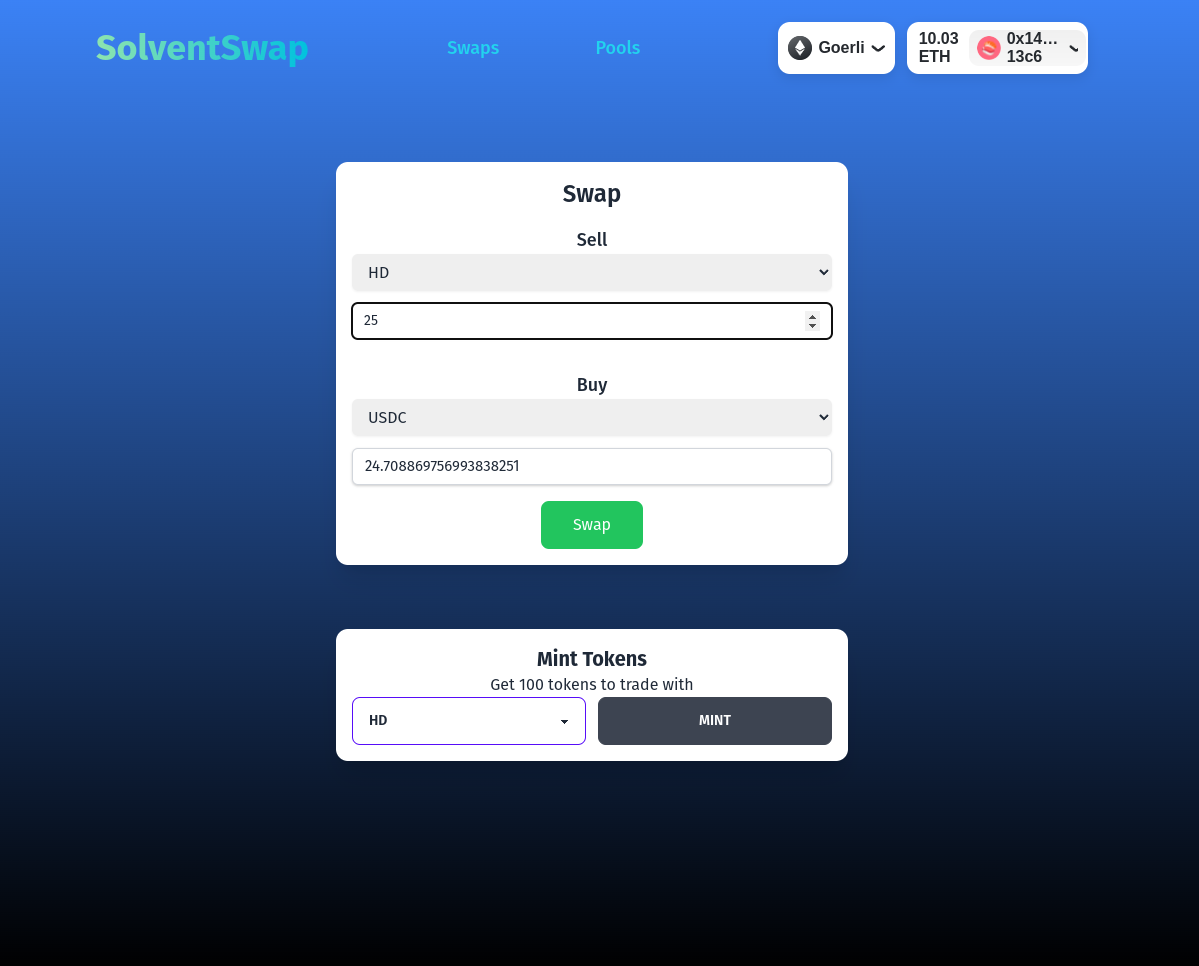 SolventSwap
Swaps
Pools
Goerli
10.03
ETH
0x14…
13c6
Swap
Sell
HD
25
Buy
USDC
24.708869756993838251
Swap
Mint Tokens
Get 100 tokens to trade with
HD
MINT